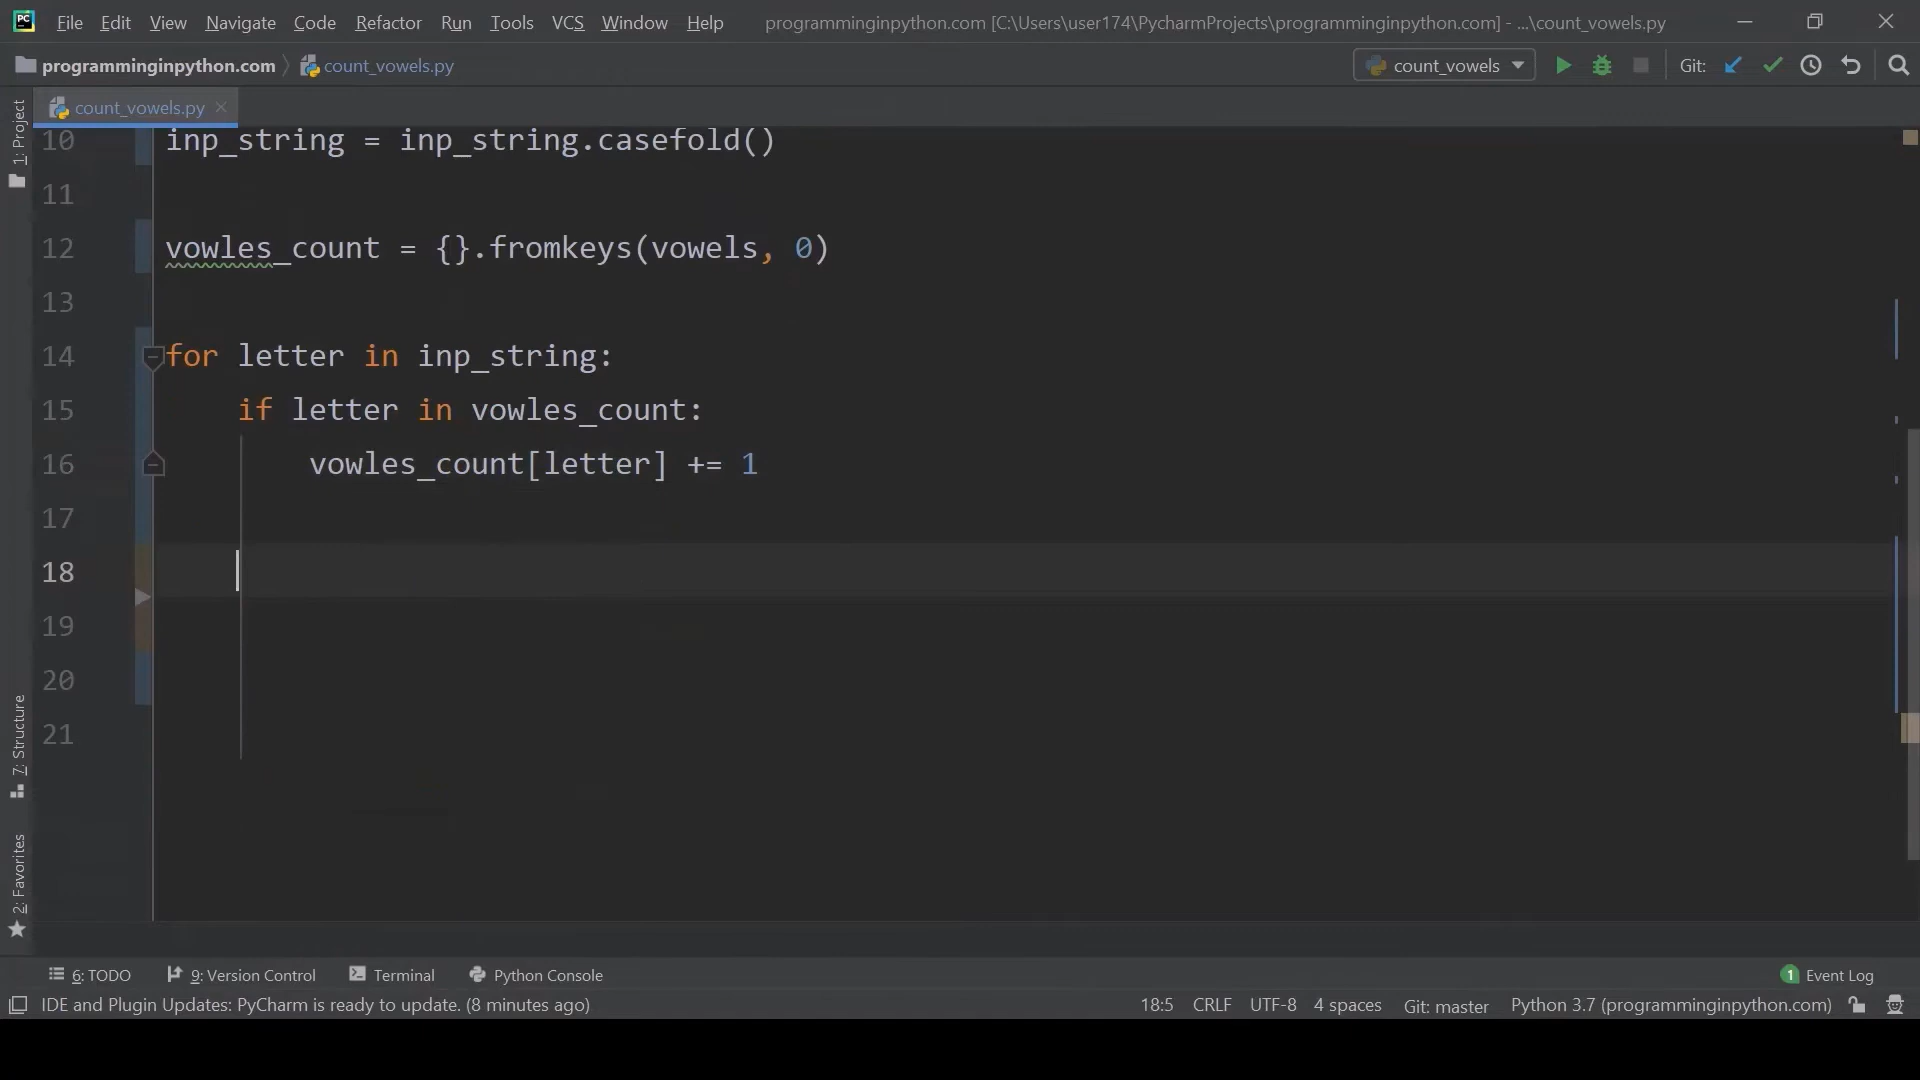 File Edit View Navigate Code Refactor Run Tools VCS Window Help programminginpython.com [C:\Users\user174\PycharmProjects\programminginpython.com] - ...\count_vowels.py
programminginpython.com count_vowels.py count_vowels Git:
count_vowels.py
1: Project
10 inp_string = inp_string.casefold()
11
12 vowles_count = {}.fromkeys(vowels, 0)
13
14 for letter in inp_string:
15 if letter in vowles_count:
16 vowles_count[letter] += 1
17
18
19
20
21
7: Structure
2: Favorites
6: TODO 9: Version Control Terminal Python Console 1 Event Log
IDE and Plugin Updates: PyCharm is ready to update. (8 minutes ago) 18:5 CRLF UTF-8 4 spaces Git: master Python 3.7 (programminginpython.com)